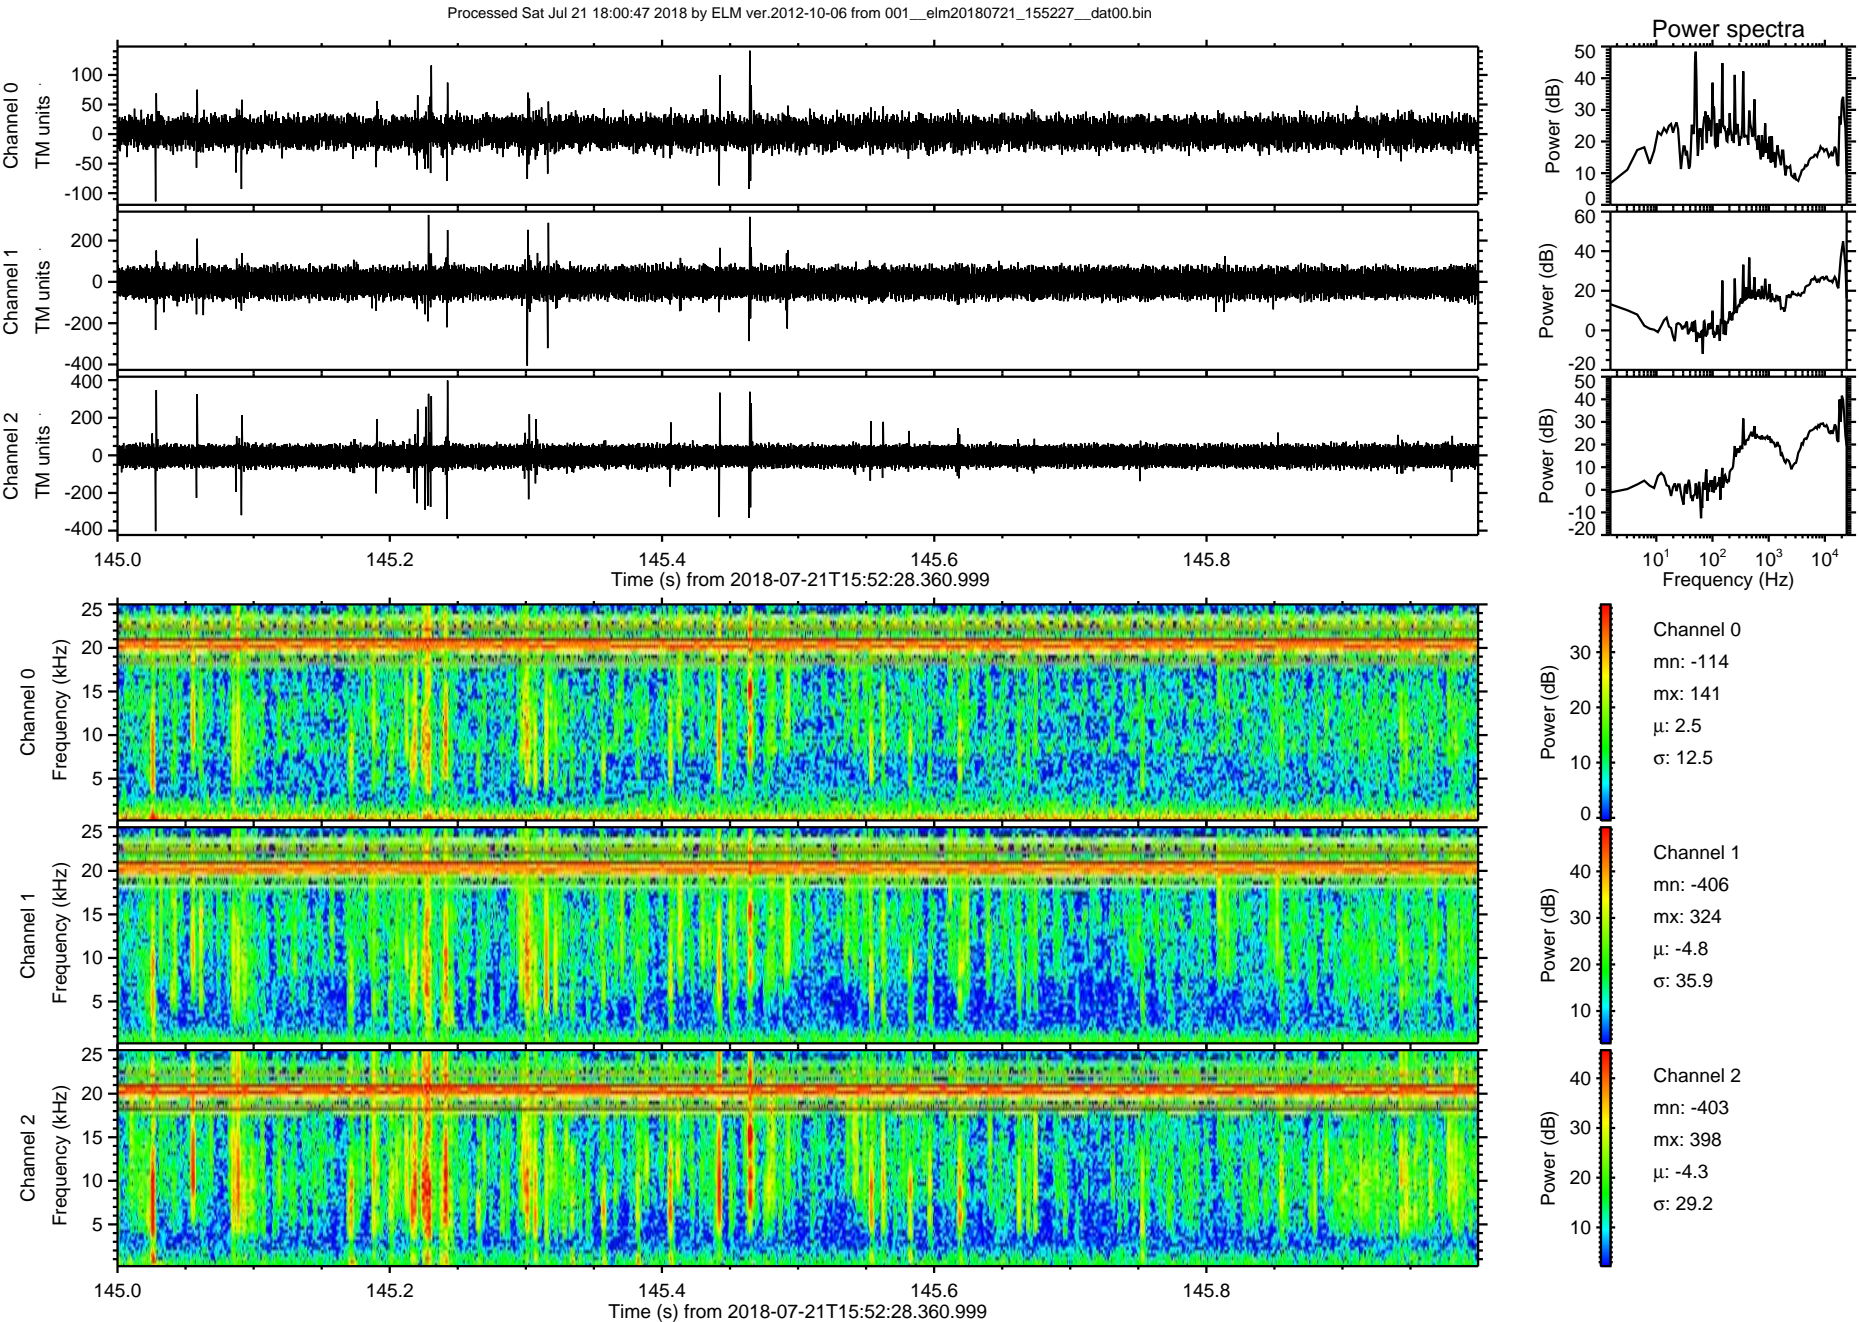 Processed Sat Jul 21 18:00:47 2018 by ELM ver.2012-10-06 from 001__elm20180721_155227__dat00.bin
Power spectra
Channel 0
TM units
100
50
0
-50
-100
Power (dB)
50
40
30
20
10
0
Channel 1
TM units
200
0
-200
-400
Power (dB)
60
40
20
0
-20
Channel 2
TM units
400
200
0
-200
-400
Power (dB)
50
40
30
20
10
0
-10
-20
145.0 145.2 145.4 145.6 145.8
Time (s) from 2018-07-21T15:52:28.360.999
10¹ 10² 10³ 10⁴
Frequency (Hz)
Channel 0
Frequency (kHz)
25
20
15
10
5
Power (dB)
30
20
10
0
Channel 0
mn: -114
mx: 141
μ: 2.5
σ: 12.5
Channel 1
Frequency (kHz)
25
20
15
10
5
Power (dB)
40
30
20
10
Channel 1
mn: -406
mx: 324
μ: -4.8
σ: 35.9
Channel 2
Frequency (kHz)
25
20
15
10
5
Power (dB)
40
30
20
10
Channel 2
mn: -403
mx: 398
μ: -4.3
σ: 29.2
145.0 145.2 145.4 145.6 145.8
Time (s) from 2018-07-21T15:52:28.360.999